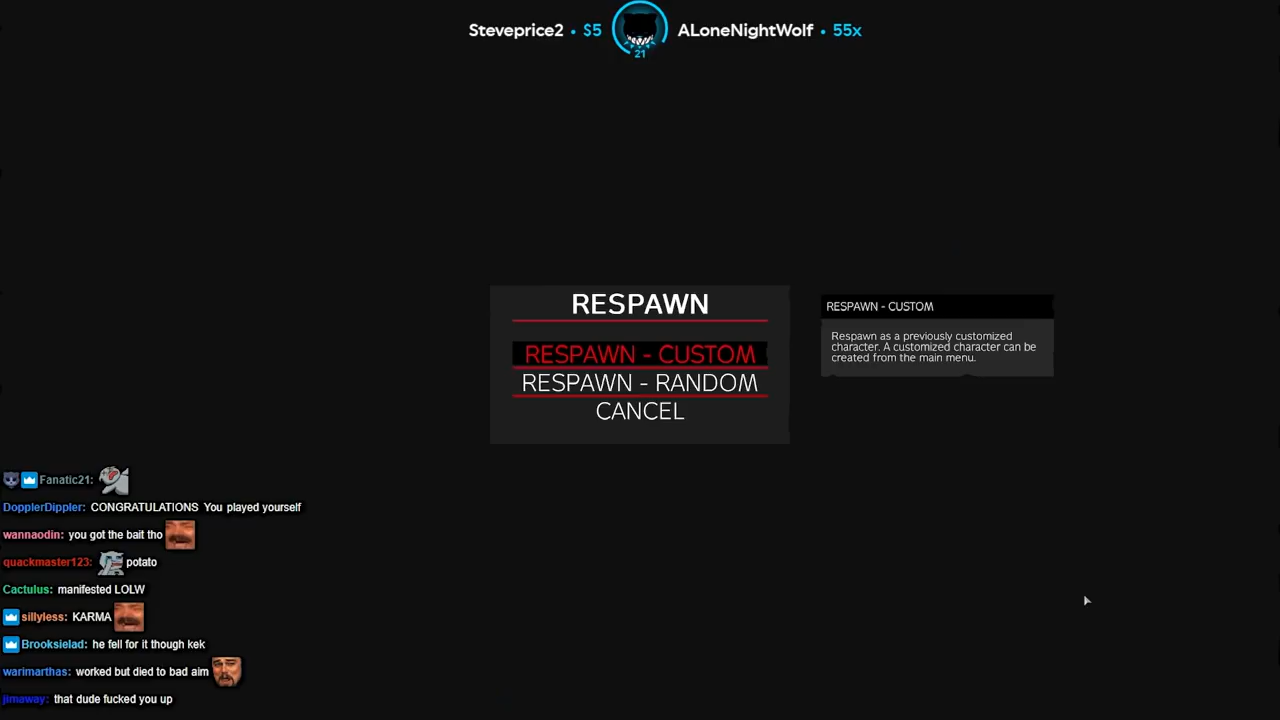 Steveprice2 • $5
21
ALoneNightWolf • 55x
RESPAWN
RESPAWN - CUSTOM
RESPAWN - RANDOM
CANCEL
RESPAWN - CUSTOM
Respawn as a previously customized
character. A customized character can be
created from the main menu.
Fanatic21:
DopplerDippler: CONGRATULATIONS You played yourself
wannaodin: you got the bait tho
quackmaster123: potato
Cactulus: manifested LOLW
sillyless: KARMA
Brooksielad: he fell for it though kek
warimarthas: worked but died to bad aim
jimaway: that dude fucked you up